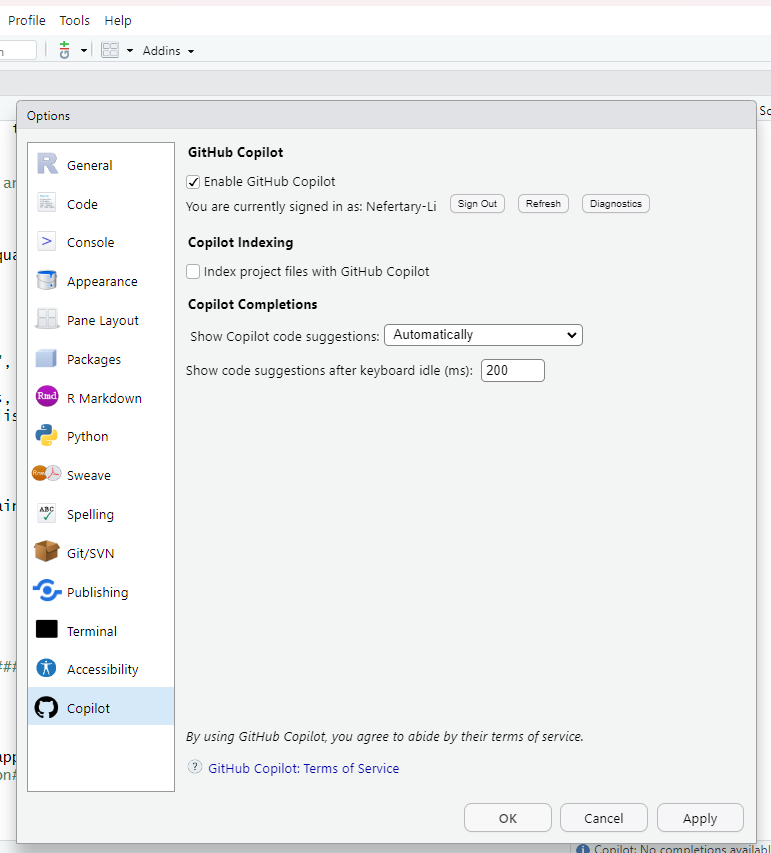 Profile Tools Help
Addins
Options
General
Code
Console
Appearance
Pane Layout
Packages
Rmd R Markdown
Python
Sweave
ABC Spelling
Git/SVN
Publishing
Terminal
Accessibility
Copilot
GitHub Copilot
Enable GitHub Copilot
You are currently signed in as: Nefertary-Li Sign Out Refresh Diagnostics
Copilot Indexing
Index project files with GitHub Copilot
Copilot Completions
Show Copilot code suggestions: Automatically
Show code suggestions after keyboard idle (ms): 200
By using GitHub Copilot, you agree to abide by their terms of service.
? GitHub Copilot: Terms of Service
OK Cancel Apply
Copilot: No completions availabl